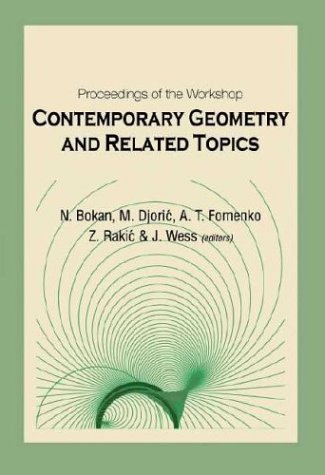 Proceedings of the Workshop
CONTEMPORARY GEOMETRY
AND RELATED TOPICS
N. Bokan, M. Djorić, A. T. Fomenko
Z. Rakić & J. Wess (editors)